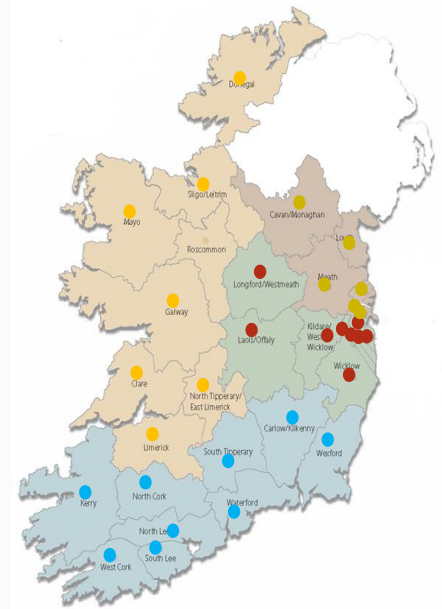 Donegal
Sligo/Leitrim
Cavan/Monaghan
Mayo
Louth
Roscommon
Meath
Longford/Westmeath
Galway
Kildare/
West
Wicklow
Laois/Offaly
Wicklow
Clare
North Tipperary/
East Limerick
Limerick
Carlow/Kilkenny
South Tipperary
Wexford
Kerry
North Cork
Waterford
North Lee
South Lee
West Cork